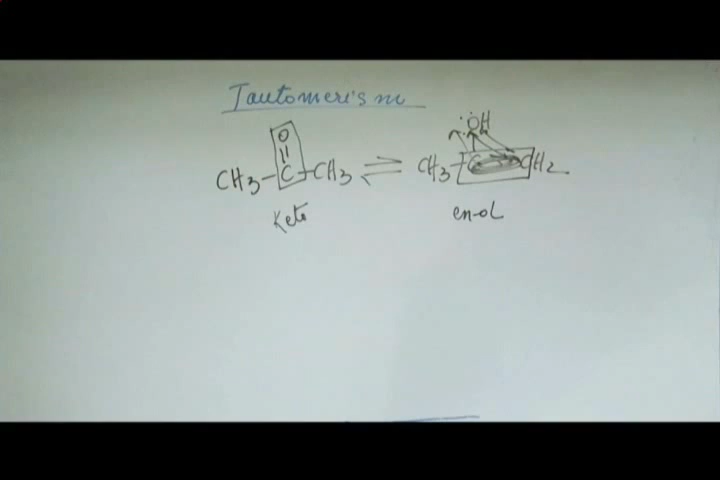 Tautomerism
O :OH
||
CH3-C-CH3 ⇌ CH3-C=CH2
Keto en-ol